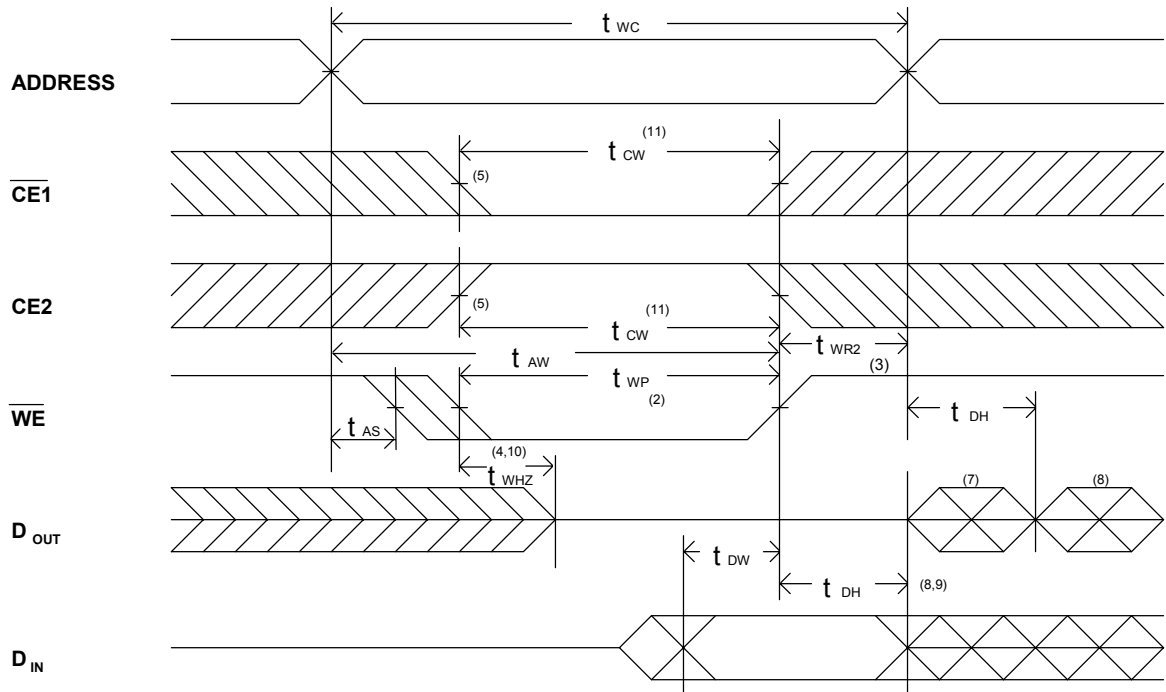 t WC
ADDRESS
(11)
t CW
CE1
(5)
CE2
(5)
(11)
t CW
t WR2
t AW
(3)
t WP
(2)
WE
t DH
t AS
(4,10)
t WHZ
(7)
(8)
D OUT
t DW
t DH
(8,9)
D IN